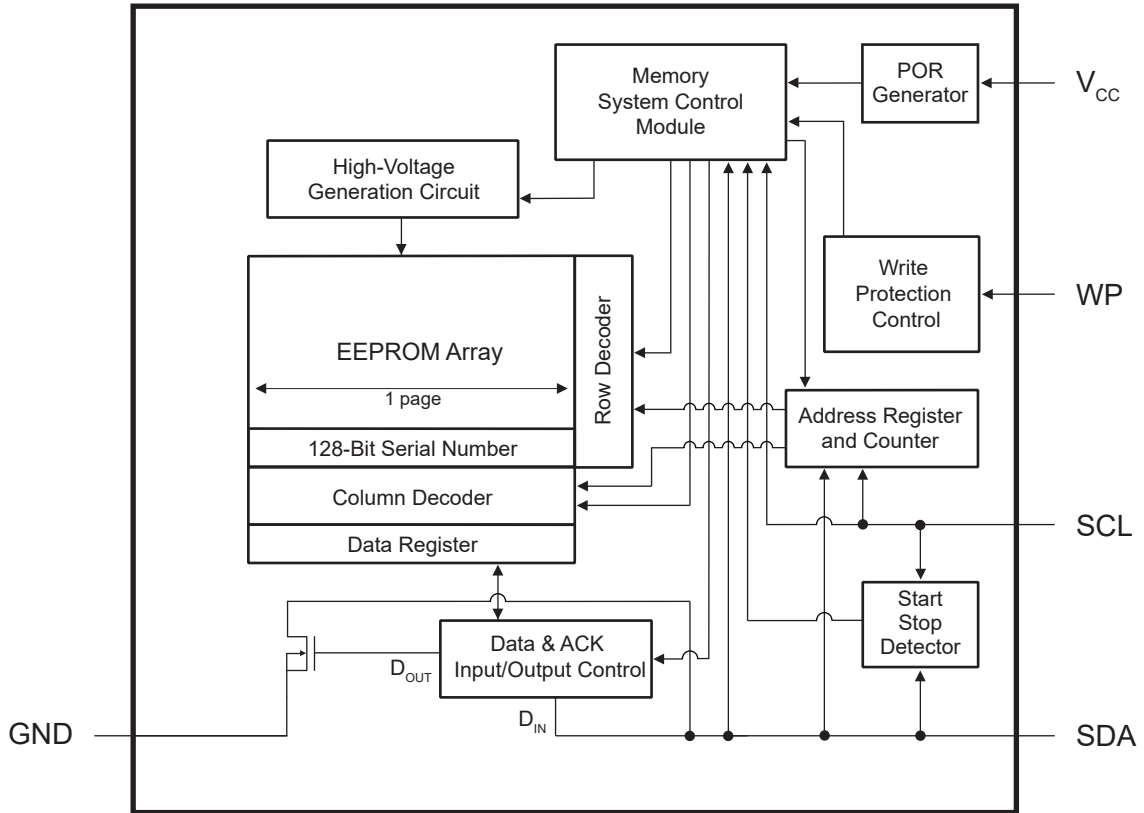 Memory
System Control
Module
POR
Generator
V_CC
High-Voltage
Generation Circuit
Write
Protection
Control
WP
EEPROM Array
1 page
Row Decoder
128-Bit Serial Number
Address Register
and Counter
Column Decoder
Data Register
SCL
Start
Stop
Detector
Data & ACK
Input/Output Control
D_OUT
D_IN
GND
SDA